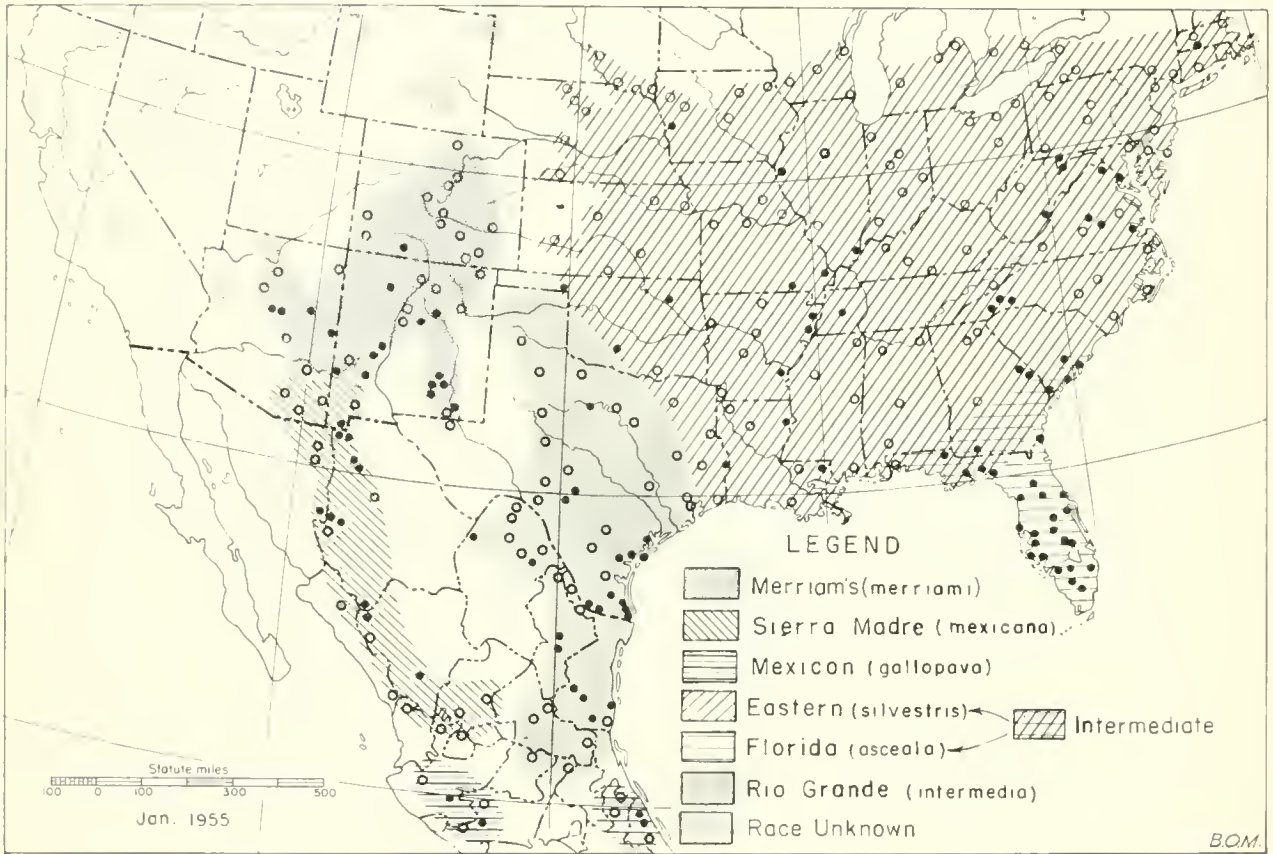 LEGEND
Merriam's (merriami)
Sierra Madre (mexicana)
Mexican (gallopava)
Eastern (silvestris)
Intermediate
Florida (osceola)
Rio Grande (intermedia)
Race Unknown
Statute miles
100 0 100 300 500
Jan. 1955
B.O.M.